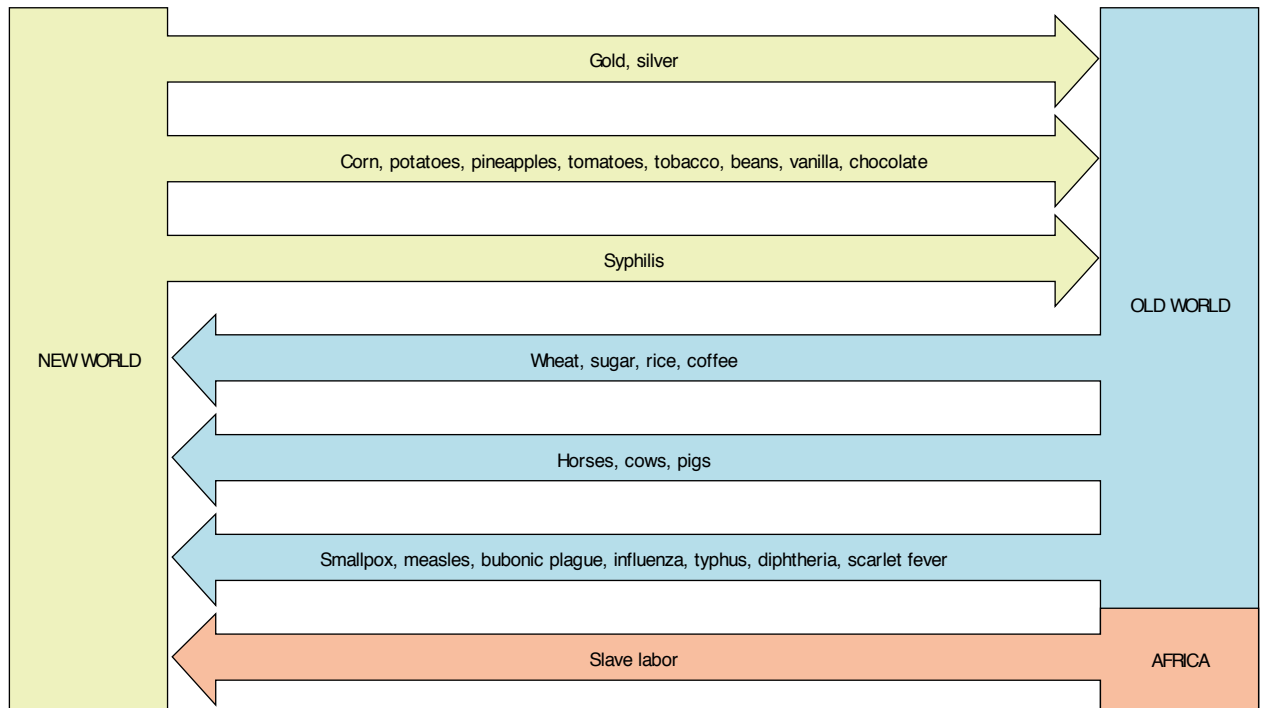 Gold, silver
Corn, potatoes, pineapples, tomatoes, tobacco, beans, vanilla, chocolate
Syphilis
OLD WORLD
NEW WORLD
Wheat, sugar, rice, coffee
Horses, cows, pigs
Smallpox, measles, bubonic plague, influenza, typhus, diphtheria, scarlet fever
Slave labor
AFRICA